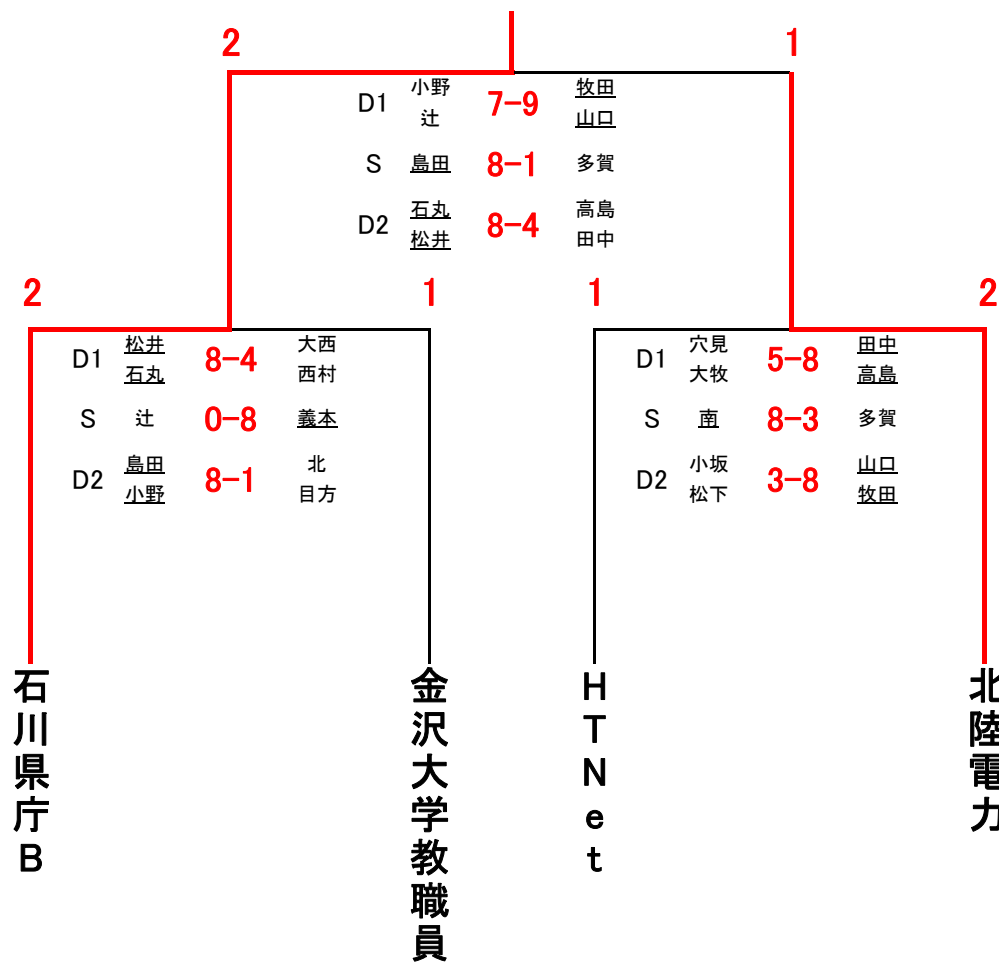 2 1
D1 小野 7-9 牧田
辻 山口
S 島田 8-1 多賀
D2 石丸 8-4 高島
松井 田中
2 1 1 2
D1 松井 8-4 大西
石丸 西村
S 辻 0-8 義本
D2 島田 8-1 北
小野 目方
D1 穴見 5-8 田中
大牧 高島
S 南 8-3 多賀
D2 小坂 3-8 山口
松下 牧田
石川県庁B
金沢大学教職員
HTNet
北陸電力